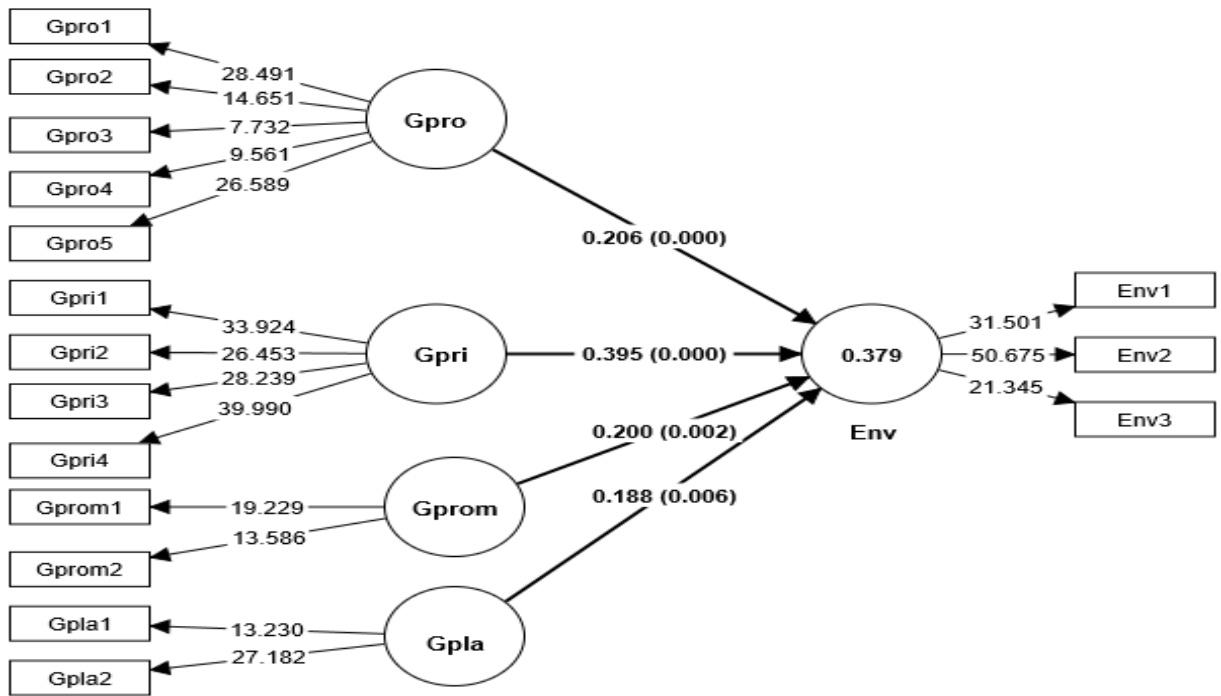 Gpro1
28.491
Gpro2
14.651
Gpro3
7.732
Gpro4
9.561
Gpro5
26.589
Gpro
0.206 (0.000)
Gpri1
33.924
Gpri2
26.453
Gpri3
28.239
Gpri4
39.990
Gpri
0.395 (0.000)
Gprom1
19.229
Gprom2
13.586
Gprom
0.200 (0.002)
Gpla1
13.230
Gpla2
27.182
Gpla
0.188 (0.006)
0.379
Env
31.501
Env1
50.675
Env2
21.345
Env3